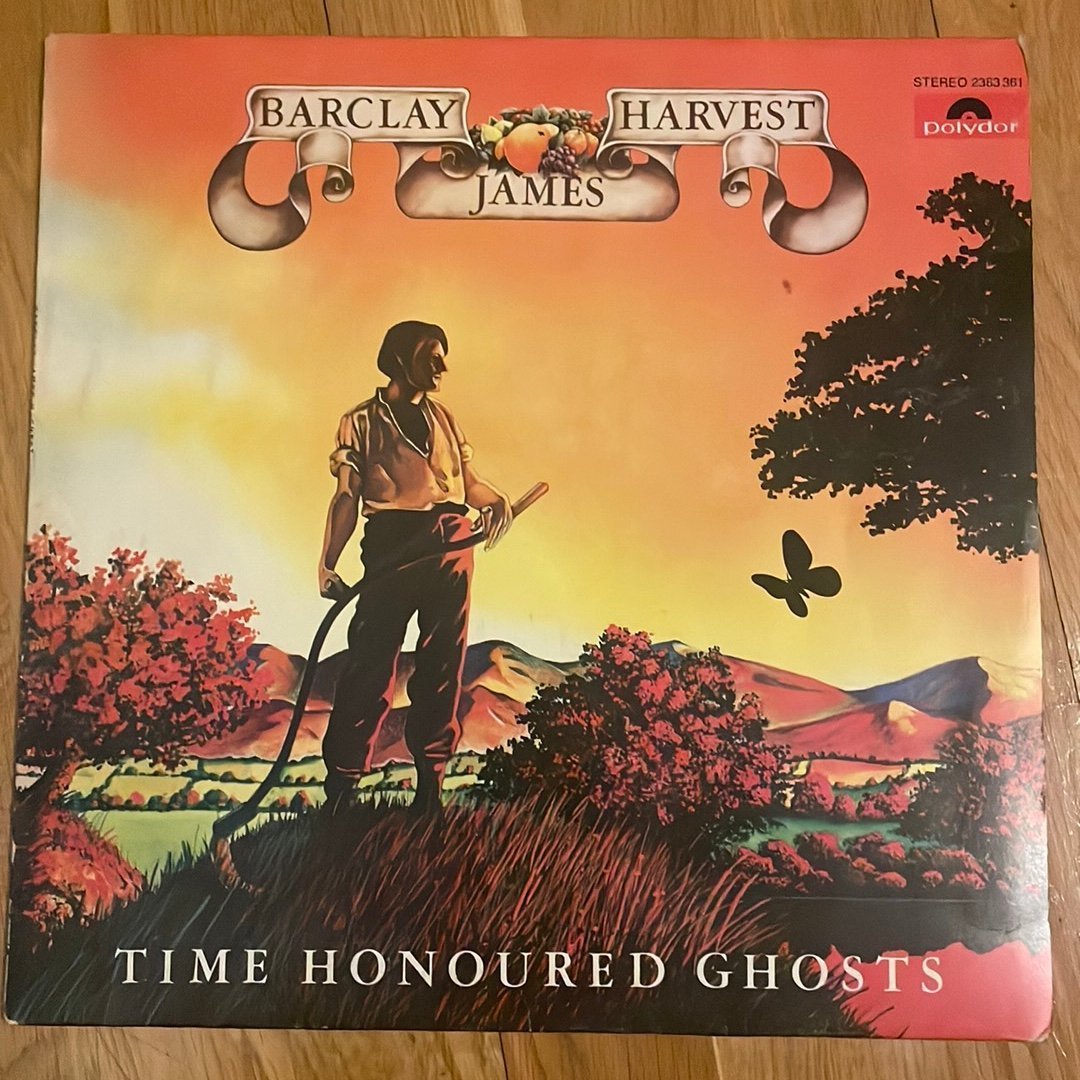 STEREO 2383 361
polydor
BARCLAY
JAMES
HARVEST
TIME HONOURED GHOSTS